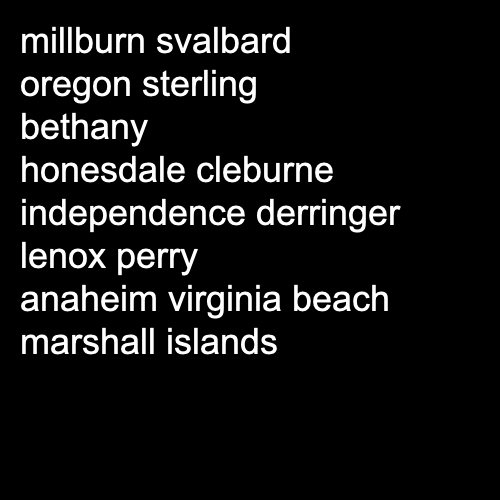 millburn svalbard
oregon sterling
bethany
honesdale cleburne
independence derringer
lenox perry
anaheim virginia beach
marshall islands